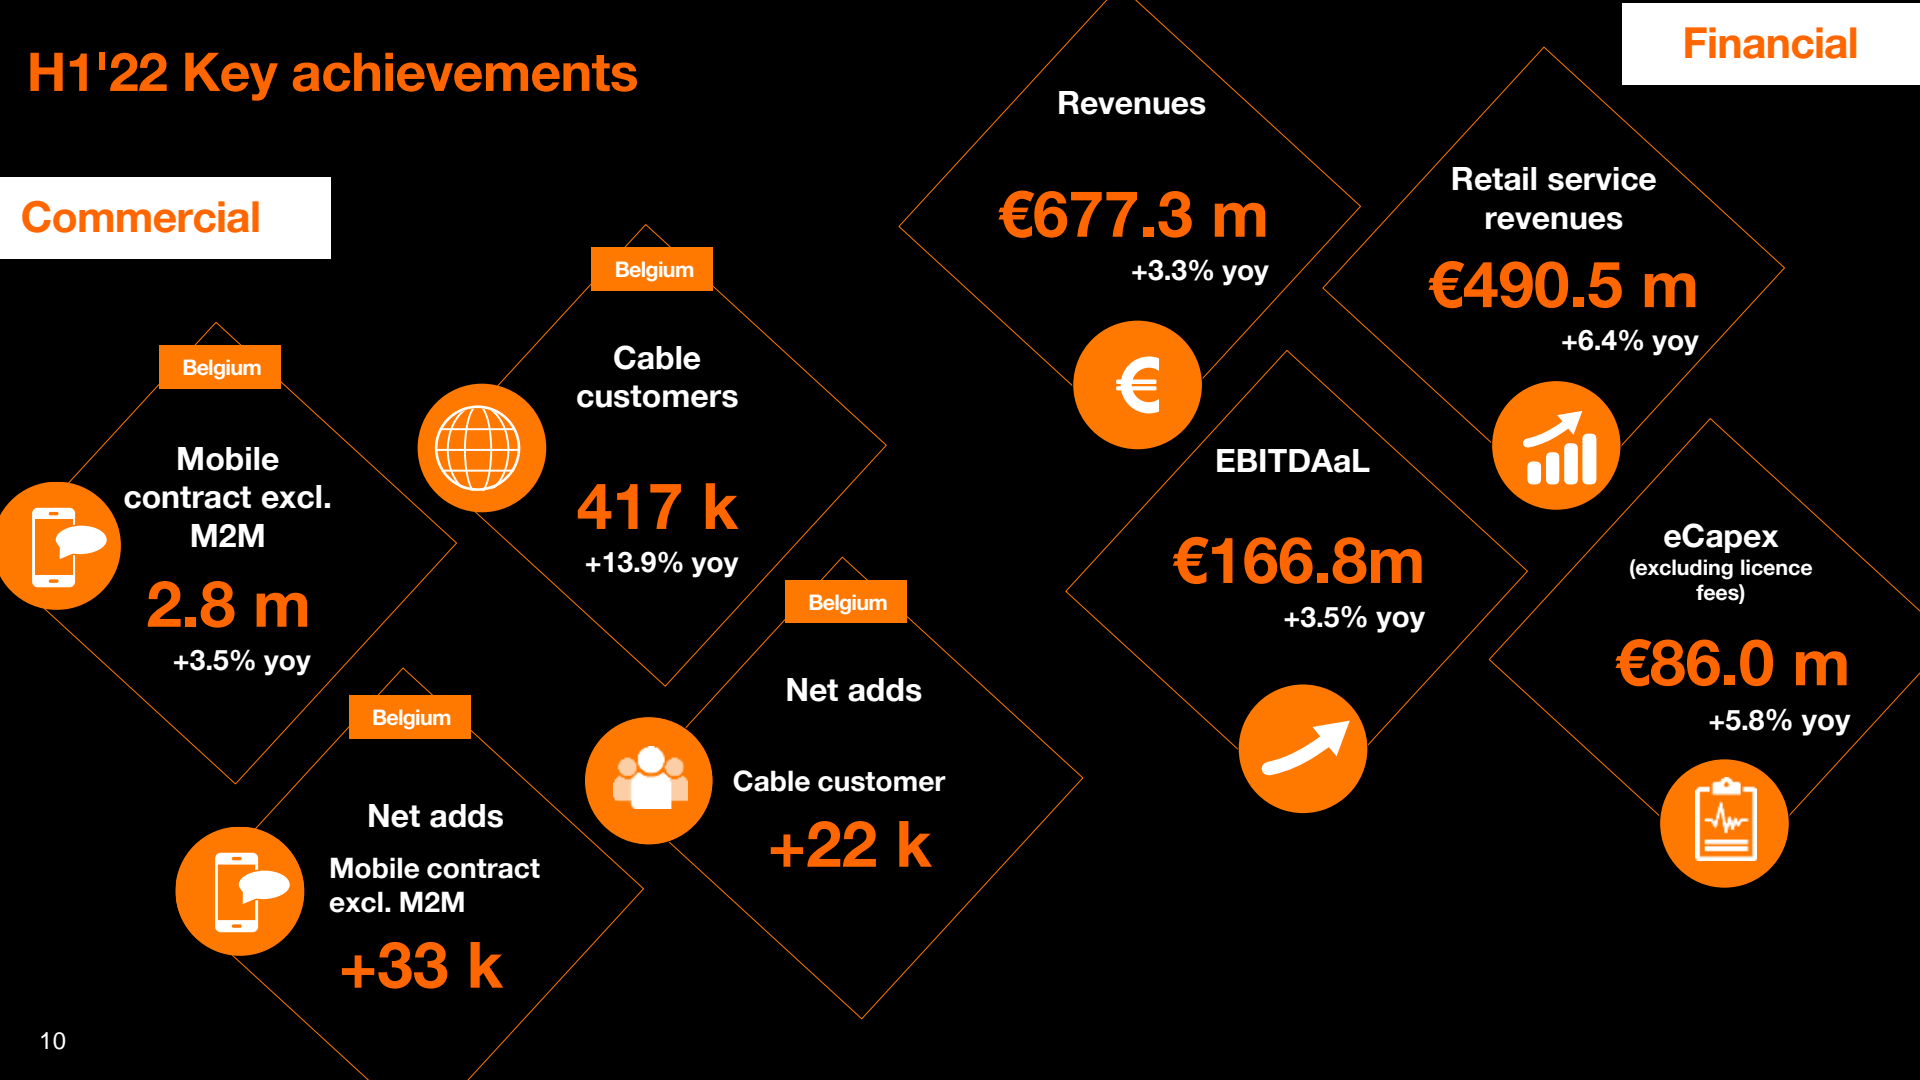 H1'22 Key achievements
Commercial
Belgium
Mobile
contract excl.
M2M
2.8 m
+3.5% yoy
Belgium
Cable
customers
417 k
+13.9% yoy
Belgium
Net adds
Mobile contract
excl. M2M
+33 k
Belgium
Net adds
Cable customer
+22 k
Financial
Revenues
€677.3 m
+3.3% yoy
€
Retail service
revenues
€490.5 m
+6.4% yoy
EBITDAaL
€166.8m
+3.5% yoy
eCapex
(excluding licence
fees)
€86.0 m
+5.8% yoy
10